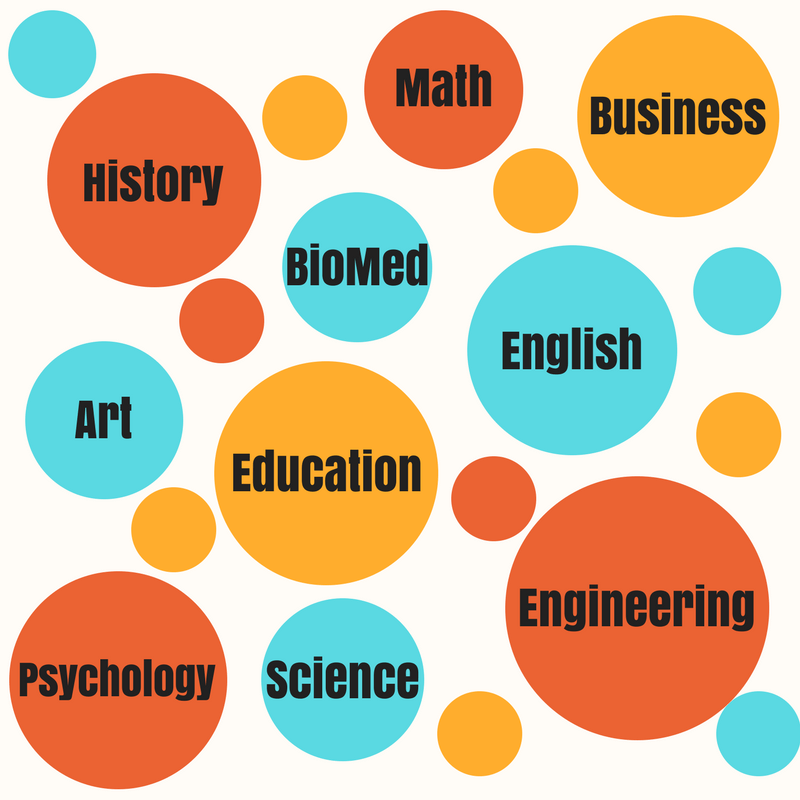 Math
Business
History
BioMed
English
Art
Education
Engineering
Psychology
Science